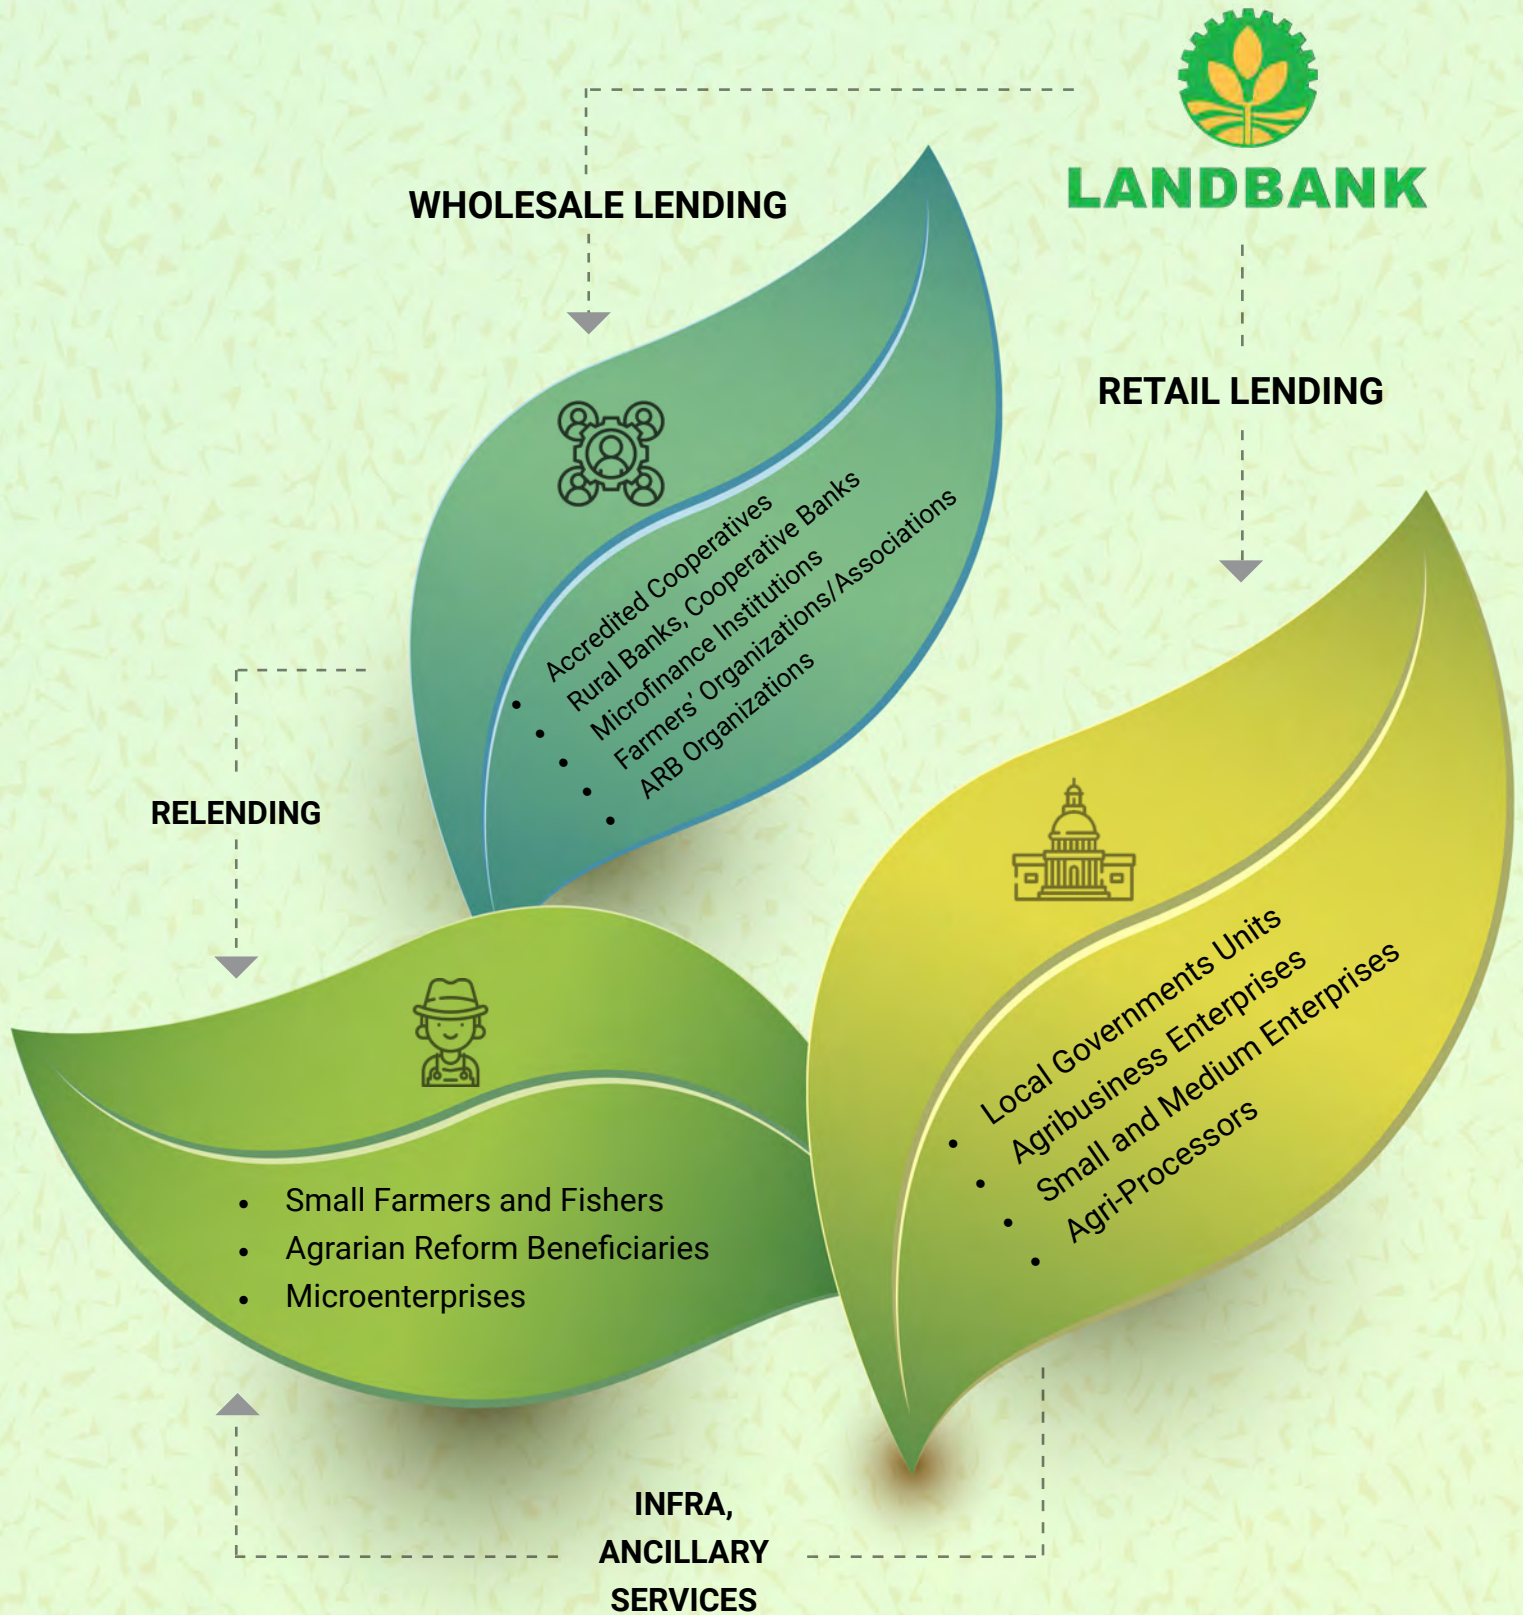 LANDBANK
WHOLESALE LENDING
• Accredited Cooperatives
• Rural Banks, Cooperative Banks
• Microfinance Institutions
• Farmers' Organizations/Associations
• ARB Organizations
RETAIL LENDING
• Local Governments Units
• Agribusiness Enterprises
• Small and Medium Enterprises
• Agri-Processors
RELENDING
• Small Farmers and Fishers
• Agrarian Reform Beneficiaries
• Microenterprises
INFRA,
ANCILLARY
SERVICES